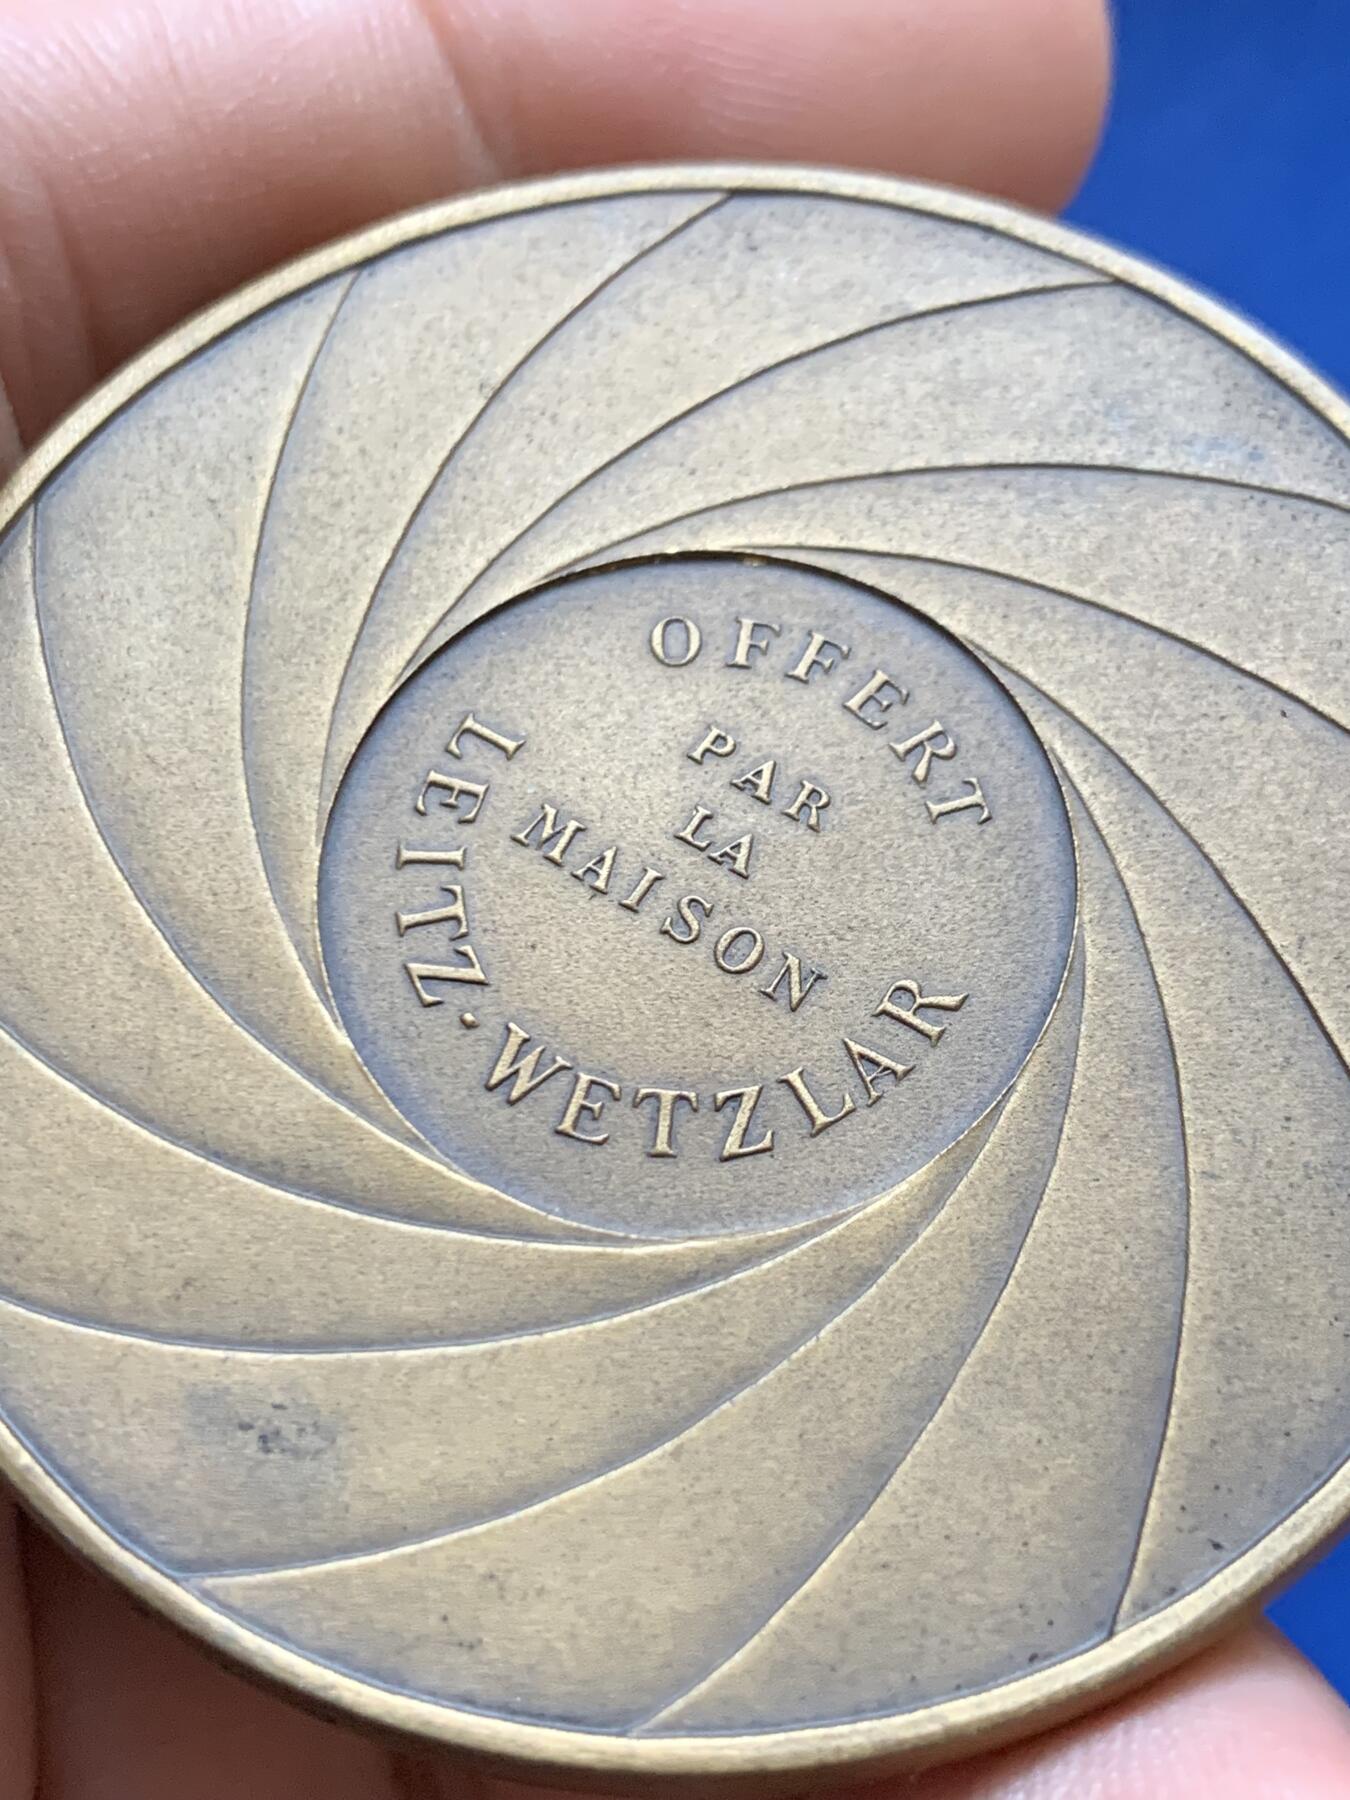 OFFERT
PAR
LA
MAISON
LEITZ·WETZLAR